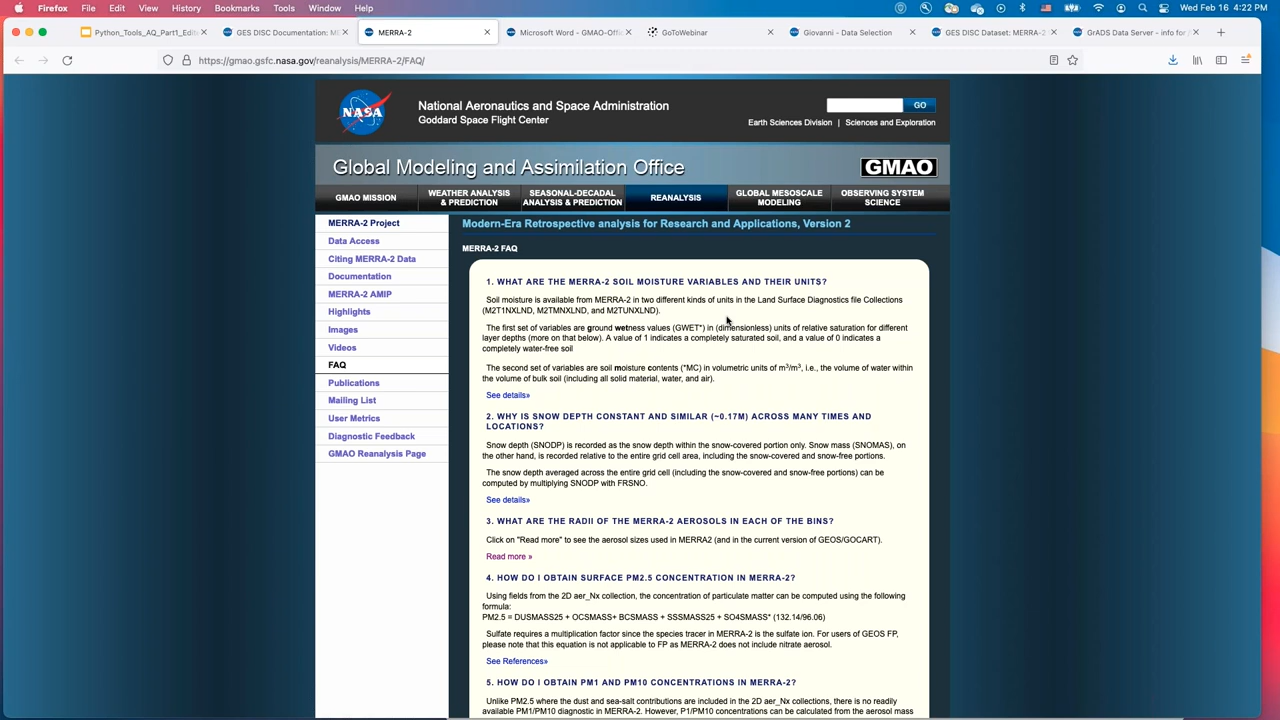 Firefox File Edit View History Bookmarks Tools Window Help
Wed Feb 16 4:22 PM
Python_Tools_AQ_Part1_Edite
GES DISC Documentation: ME
MERRA-2
Microsoft Word - GMAO-Offi
GoToWebinar
Giovanni - Data Selection
GES DISC Dataset: MERRA-2
GrADS Data Server - info for
https://gmao.gsfc.nasa.gov/reanalysis/MERRA-2/FAQ/
NASA
National Aeronautics and Space Administration
Goddard Space Flight Center
GO
Earth Sciences Division | Sciences and Exploration
Global Modeling and Assimilation Office
GMAO
GMAO MISSION
WEATHER ANALYSIS
& PREDICTION
SEASONAL-DECADAL
ANALYSIS & PREDICTION
REANALYSIS
GLOBAL MESOSCALE
MODELING
OBSERVING SYSTEM
SCIENCE
MERRA-2 Project
Data Access
Citing MERRA-2 Data
Documentation
MERRA-2 AMIP
Highlights
Images
Videos
FAQ
Publications
Mailing List
User Metrics
Diagnostic Feedback
GMAO Reanalysis Page
Modern-Era Retrospective analysis for Research and Applications, Version 2
MERRA-2 FAQ
1. WHAT ARE THE MERRA-2 SOIL MOISTURE VARIABLES AND THEIR UNITS?
Soil moisture is available from MERRA-2 in two different kinds of units in the Land Surface Diagnostics file Collections
(M2T1NXLND, M2TMNXLND, and M2TUNXLND).
The first set of variables are ground wetness values (GWET*) in (dimensionless) units of relative saturation for different
layer depths (more on that below). A value of 1 indicates a completely saturated soil, and a value of 0 indicates a
completely water-free soil
The second set of variables are soil moisture contents (*MC) in volumetric units of m³/m³, i.e., the volume of water within
the volume of bulk soil (including all solid material, water, and air).
See details»
2. WHY IS SNOW DEPTH CONSTANT AND SIMILAR (~0.17M) ACROSS MANY TIMES AND
LOCATIONS?
Snow depth (SNODP) is recorded as the snow depth within the snow-covered portion only. Snow mass (SNOMAS), on
the other hand, is recorded relative to the entire grid cell area, including the snow-covered and snow-free portions.
The snow depth averaged across the entire grid cell (including the snow-covered and snow-free portions) can be
computed by multiplying SNODP with FRSNO.
See details»
3. WHAT ARE THE RADII OF THE MERRA-2 AEROSOLS IN EACH OF THE BINS?
Click on "Read more" to see the aerosol sizes used in MERRA2 (and in the current version of GEOS/GOCART).
Read more »
4. HOW DO I OBTAIN SURFACE PM2.5 CONCENTRATION IN MERRA-2?
Using fields from the 2D aer_Nx collection, the concentration of particulate matter can be computed using the following
formula:
PM2.5 = DUSMASS25 + OCSMASS+ BCSMASS + SSSMASS25 + SO4SMASS* (132.14/96.06)
Sulfate requires a multiplication factor since the species tracer in MERRA-2 is the sulfate ion. For users of GEOS FP,
please note that this equation is not applicable to FP as MERRA-2 does not include nitrate aerosol.
See References»
5. HOW DO I OBTAIN PM1 AND PM10 CONCENTRATIONS IN MERRA-2?
Unlike PM2.5 where the dust and sea-salt contributions are included in the 2D aer_Nx collections, there is no readily
available PM1/PM10 diagnostic in MERRA-2. However, P1/PM10 concentrations can be calculated from the aerosol mass